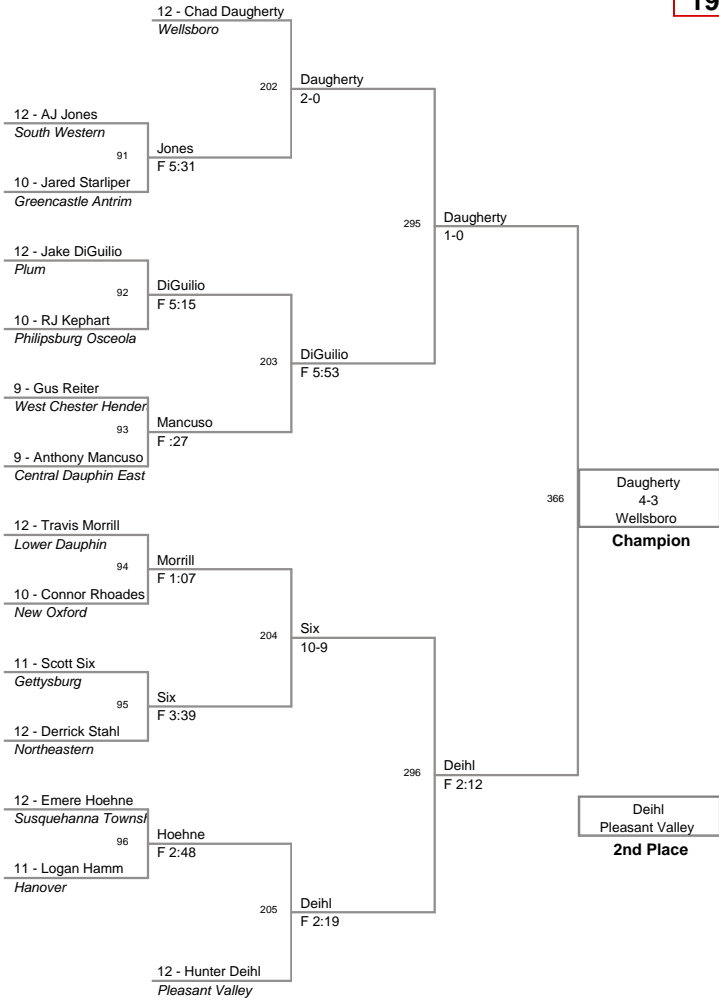 19
12 - Chad Daugherty
Wellsboro
202
Daugherty
2-0
12 - AJ Jones
South Western
91
Jones
F 5:31
10 - Jared Starliper
Greencastle Antrim
295
Daugherty
1-0
12 - Jake DiGuilio
Plum
92
DiGuilio
F 5:15
10 - RJ Kephart
Philipsburg Osceola
203
DiGuilio
F 5:53
9 - Gus Reiter
West Chester Hender
93
Mancuso
F :27
9 - Anthony Mancuso
Central Dauphin East
366
Daugherty
4-3
Wellsboro
Champion
12 - Travis Morrill
Lower Dauphin
94
Morrill
F 1:07
10 - Connor Rhoades
New Oxford
204
Six
10-9
11 - Scott Six
Gettysburg
95
Six
F 3:39
12 - Derrick Stahl
Northeastern
296
Deihl
F 2:12
12 - Emere Hoehne
Susquehanna Townsh
96
Hoehne
F 2:48
11 - Logan Hamm
Hanover
Deihl
Pleasant Valley
2nd Place
205
Deihl
F 2:19
12 - Hunter Deihl
Pleasant Valley